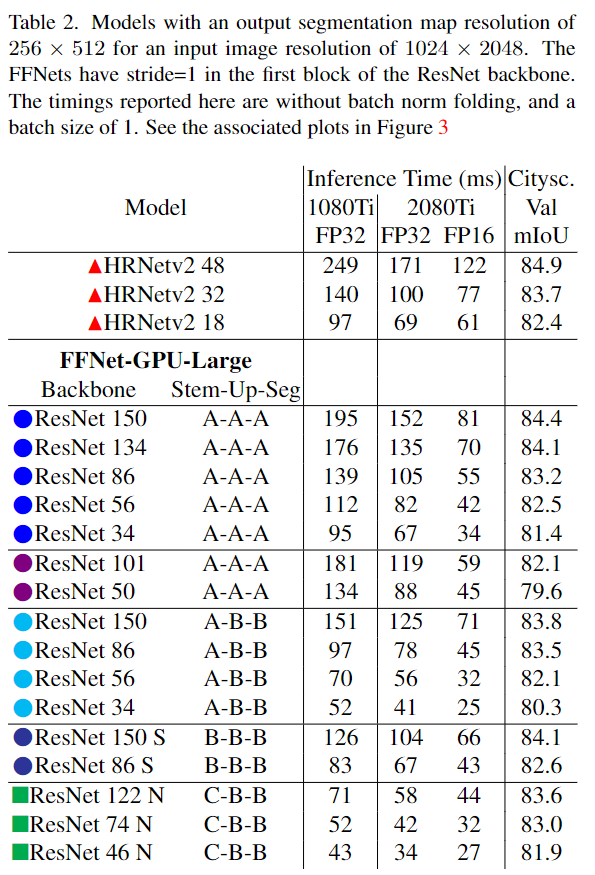 Table 2. Models with an output segmentation map resolution of
256 × 512 for an input image resolution of 1024 × 2048. The
FFNets have stride=1 in the first block of the ResNet backbone.
The timings reported here are without batch norm folding, and a
batch size of 1. See the associated plots in Figure 3
Inference Time (ms) Citysc.
Model 1080Ti 2080Ti Val
FP32 FP32 FP16 mIoU
HRNetv2 48 249 171 122 84.9
HRNetv2 32 140 100 77 83.7
HRNetv2 18 97 69 61 82.4
FFNet-GPU-Large
Backbone Stem-Up-Seg
ResNet 150 A-A-A 195 152 81 84.4
ResNet 134 A-A-A 176 135 70 84.1
ResNet 86 A-A-A 139 105 55 83.2
ResNet 56 A-A-A 112 82 42 82.5
ResNet 34 A-A-A 95 67 34 81.4
ResNet 101 A-A-A 181 119 59 82.1
ResNet 50 A-A-A 134 88 45 79.6
ResNet 150 A-B-B 151 125 71 83.8
ResNet 86 A-B-B 97 78 45 83.5
ResNet 56 A-B-B 70 56 32 82.1
ResNet 34 A-B-B 52 41 25 80.3
ResNet 150 S B-B-B 126 104 66 84.1
ResNet 86 S B-B-B 83 67 43 82.6
ResNet 122 N C-B-B 71 58 44 83.6
ResNet 74 N C-B-B 52 42 32 83.0
ResNet 46 N C-B-B 43 34 27 81.9